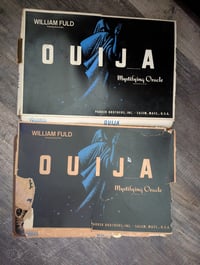 WILLIAM FULD
OUIJA
Mystifying Oracle
PARKER BROTHERS, INC. SALEM, MASS., U.S.A.
OUIJA
WILLIAM FULD
OUIJA
Mystifying Oracle
PARKER BROTHERS, INC. SALEM, MASS., U.S.A.